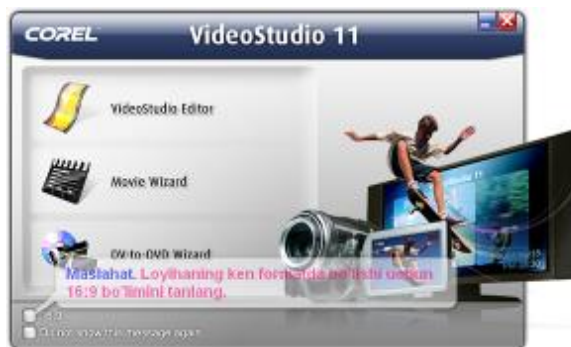 COREL
VideoStudio 11
VideoStudio Editor
Movie Wizard
DV-to-DVD Wizard
Maslahat. Loyihaning ken formatda bo'lishi uchun
16:9 bo'limini tanlang.
Do not show this message again